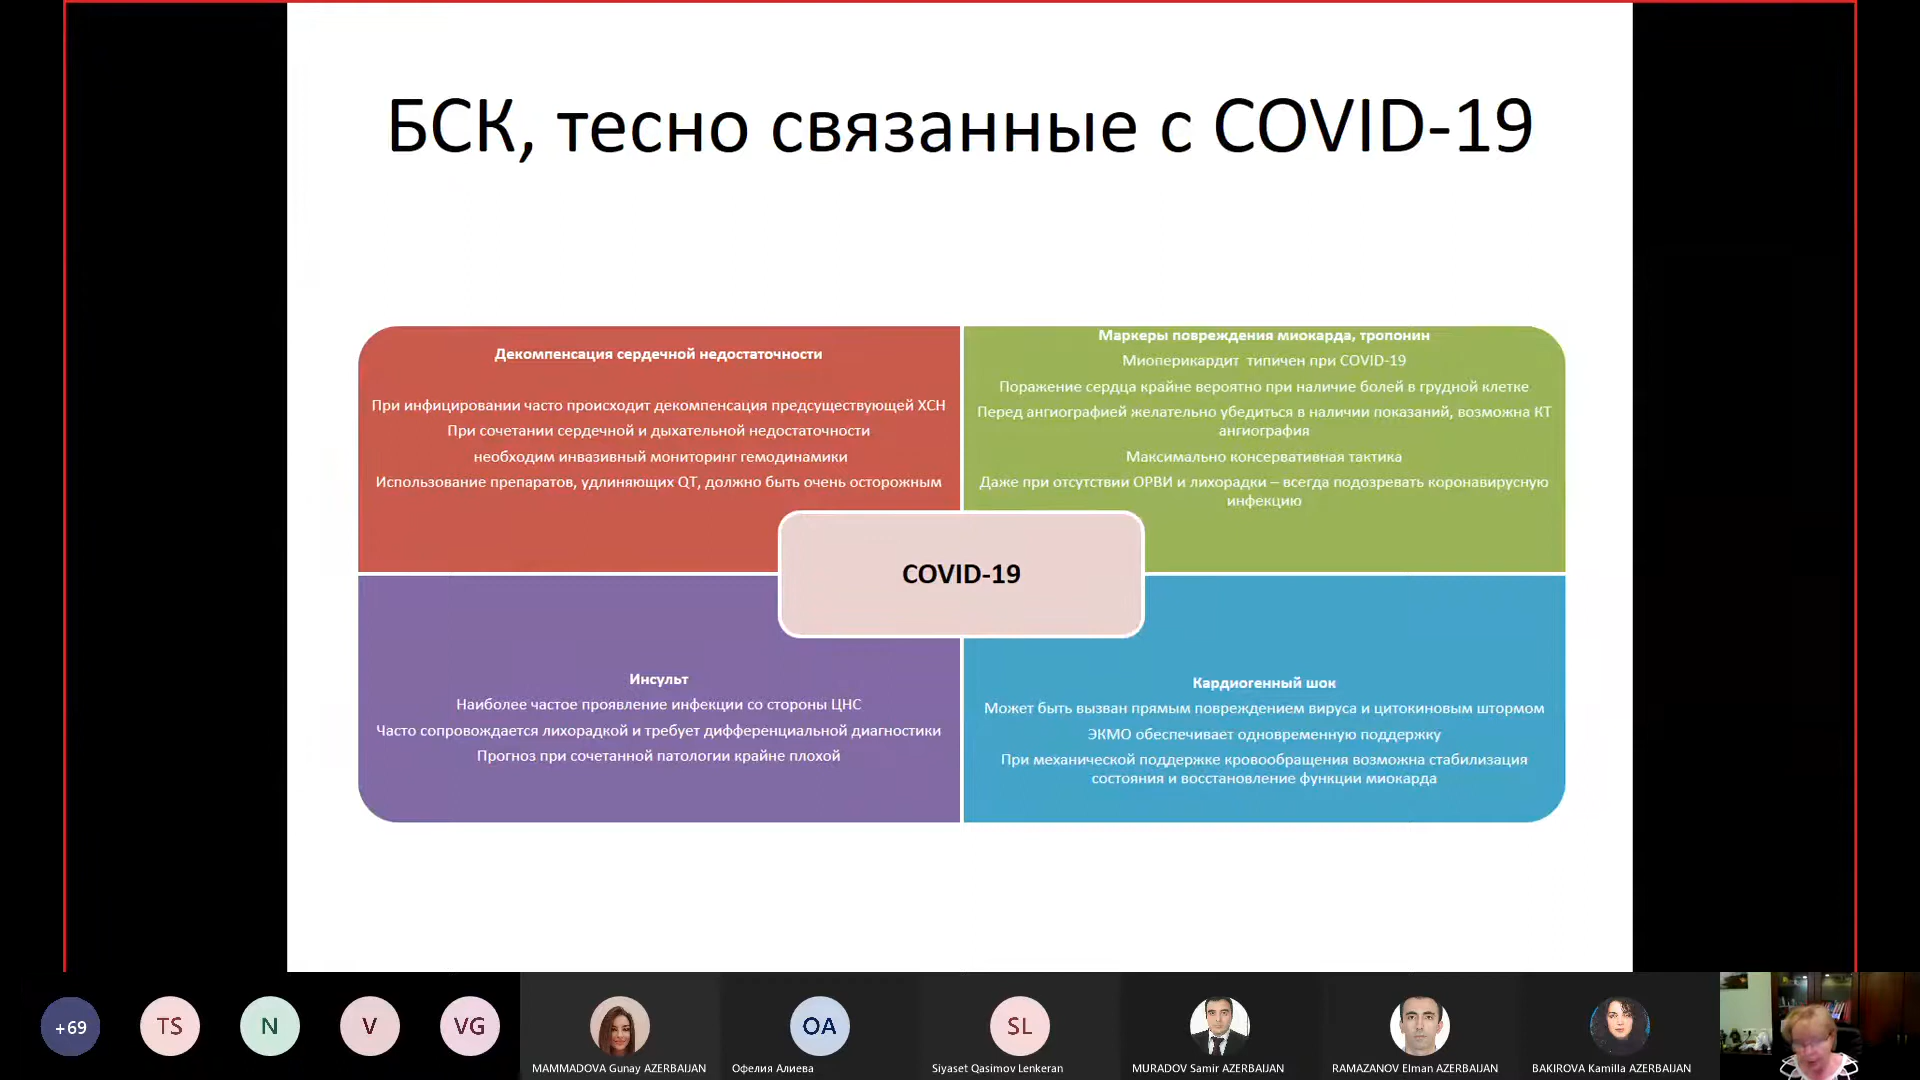 БСК, тесно связанные с COVID-19
Декомпенсация сердечной недостаточности
При инфицировании часто происходит декомпенсация предсуществующей ХСН
При сочетании сердечной и дыхательной недостаточности
необходим инвазивный мониторинг гемодинамики
Использование препаратов, удлиняющих QT, должно быть очень осторожным
Маркеры повреждения миокарда, тропонин
Миоперикардит типичен при COVID-19
Поражение сердца крайне вероятно при наличие болей в грудной клетке
Перед ангиографией желательно убедиться в наличии показаний, возможна КТ
ангиография
Максимально консервативная тактика
Даже при отсутствии ОРВИ и лихорадки – всегда подозревать коронавирусную
инфекцию
COVID-19
Инсульт
Наиболее частое проявление инфекции со стороны ЦНС
Часто сопровождается лихорадкой и требует дифференциальной диагностики
Прогноз при сочетанной патологии крайне плохой
Кардиогенный шок
Может быть вызван прямым повреждением вируса и цитокиновым штормом
ЭКМО обеспечивает одновременную поддержку
При механической поддержке кровообращения возможна стабилизация
состояния и восстановление функции миокарда
+69
TS
N
V
VG
OA
SL
MAMMADOVA Gunay AZERBAIJAN
Офелия Алиева
Siyaset Qasimov Lenkeran
MURADOV Samir AZERBAIJAN
RAMAZANOV Elman AZERBAIJAN
BAKIROVA Kamilla AZERBAIJAN